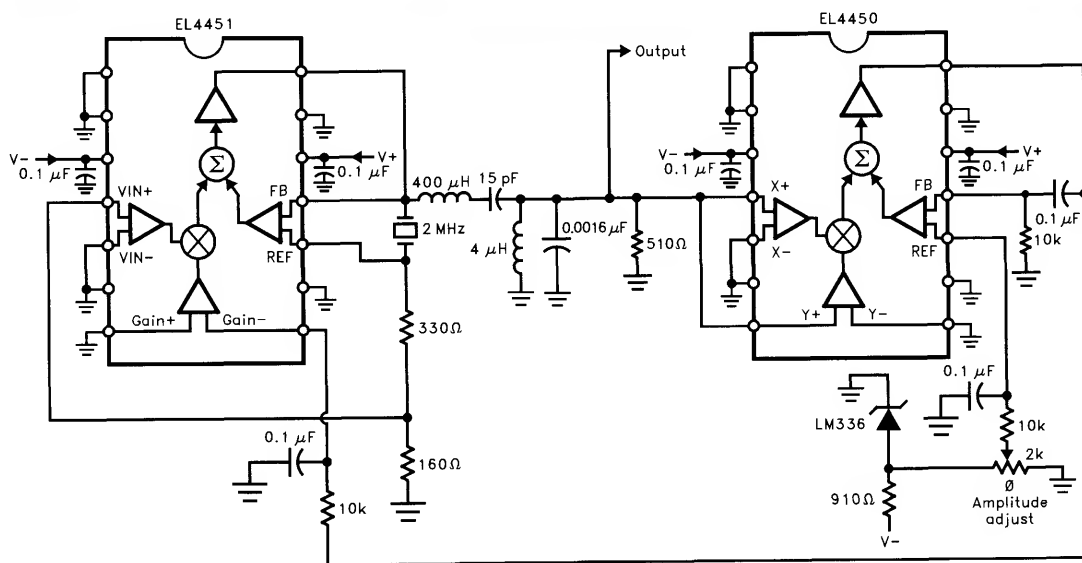 EL4451
EL4450
Output
V-
0.1 µF
V+
0.1 µF
VIN+
VIN-
FB
REF
Σ
Gain+
Gain-
400 µH
15 pF
2 MHz
4 µH
0.0016µF
510Ω
330Ω
160Ω
0.1 µF
10k
V-
0.1 µF
V+
0.1 µF
X+
X-
FB
REF
Σ
Y+
Y-
0.1 µF
10k
0.1 µF
LM336
10k
2k
Ø
Amplitude
adjust
910Ω
V-